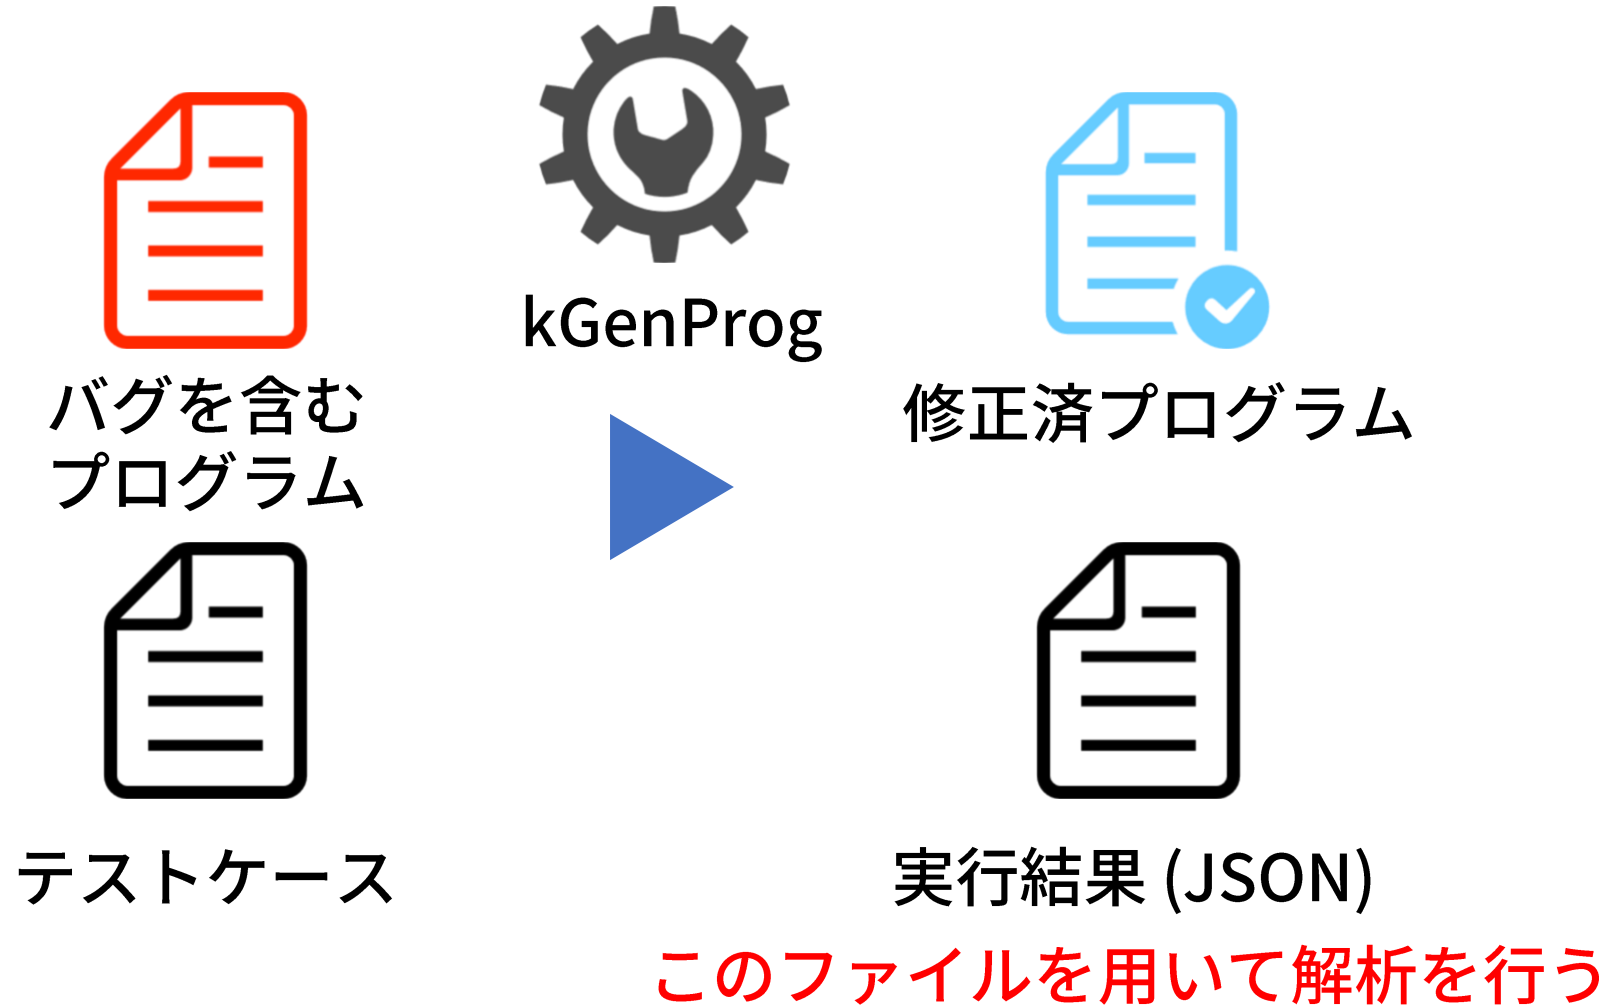 バグを含む
プログラム
テストケース
kGenProg
修正済プログラム
実行結果 (JSON)
このファイルを用いて解析を行う